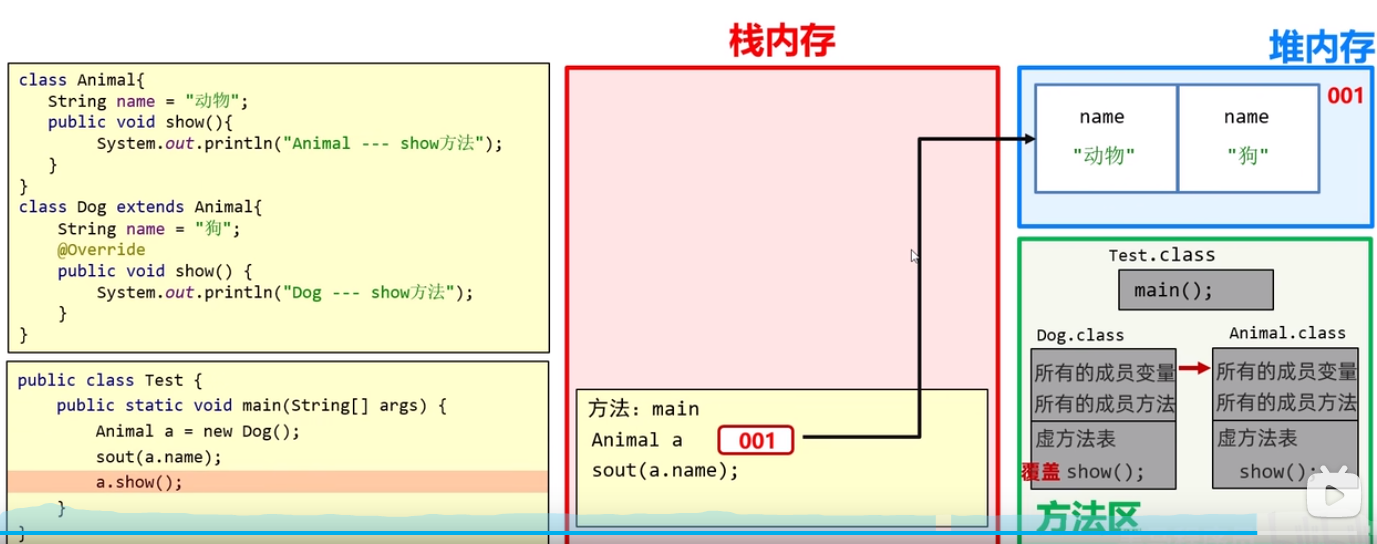 栈内存
堆内存
class Animal{
String name = "动物";
public void show(){
System.out.println("Animal --- show方法");
}
}
class Dog extends Animal{
String name = "狗";
@Override
public void show() {
System.out.println("Dog --- show方法");
}
}
public class Test {
public static void main(String[] args) {
Animal a = new Dog();
sout(a.name);
a.show();
}
}
方法：main
Animal a 001
sout(a.name);
001
name name
"动物" "狗"
Test.class
main();
Dog.class
所有的成员变量
所有的成员方法
虚方法表
覆盖 show();
Animal.class
所有的成员变量
所有的成员方法
虚方法表
show();
方法区